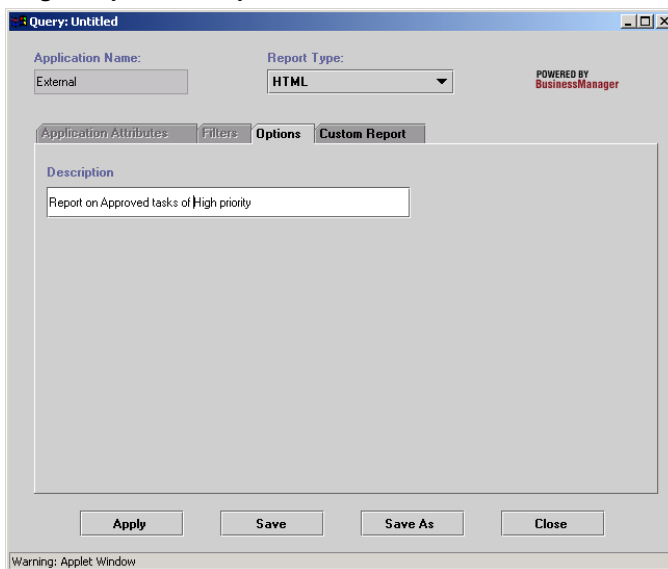 Query: Untitled
Application Name:
Report Type:
External
HTML
POWERED BY
BusinessManager
Application Attributes
Filters
Options
Custom Report
Description
Report on Approved tasks of High priority
Apply
Save
Save As
Close
Warning: Applet Window